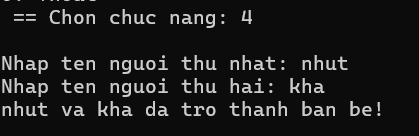 == Chon chuc nang: 4
Nhap ten nguoi thu nhat: nhut
Nhap ten nguoi thu hai: kha
nhut va kha da tro thanh ban be!